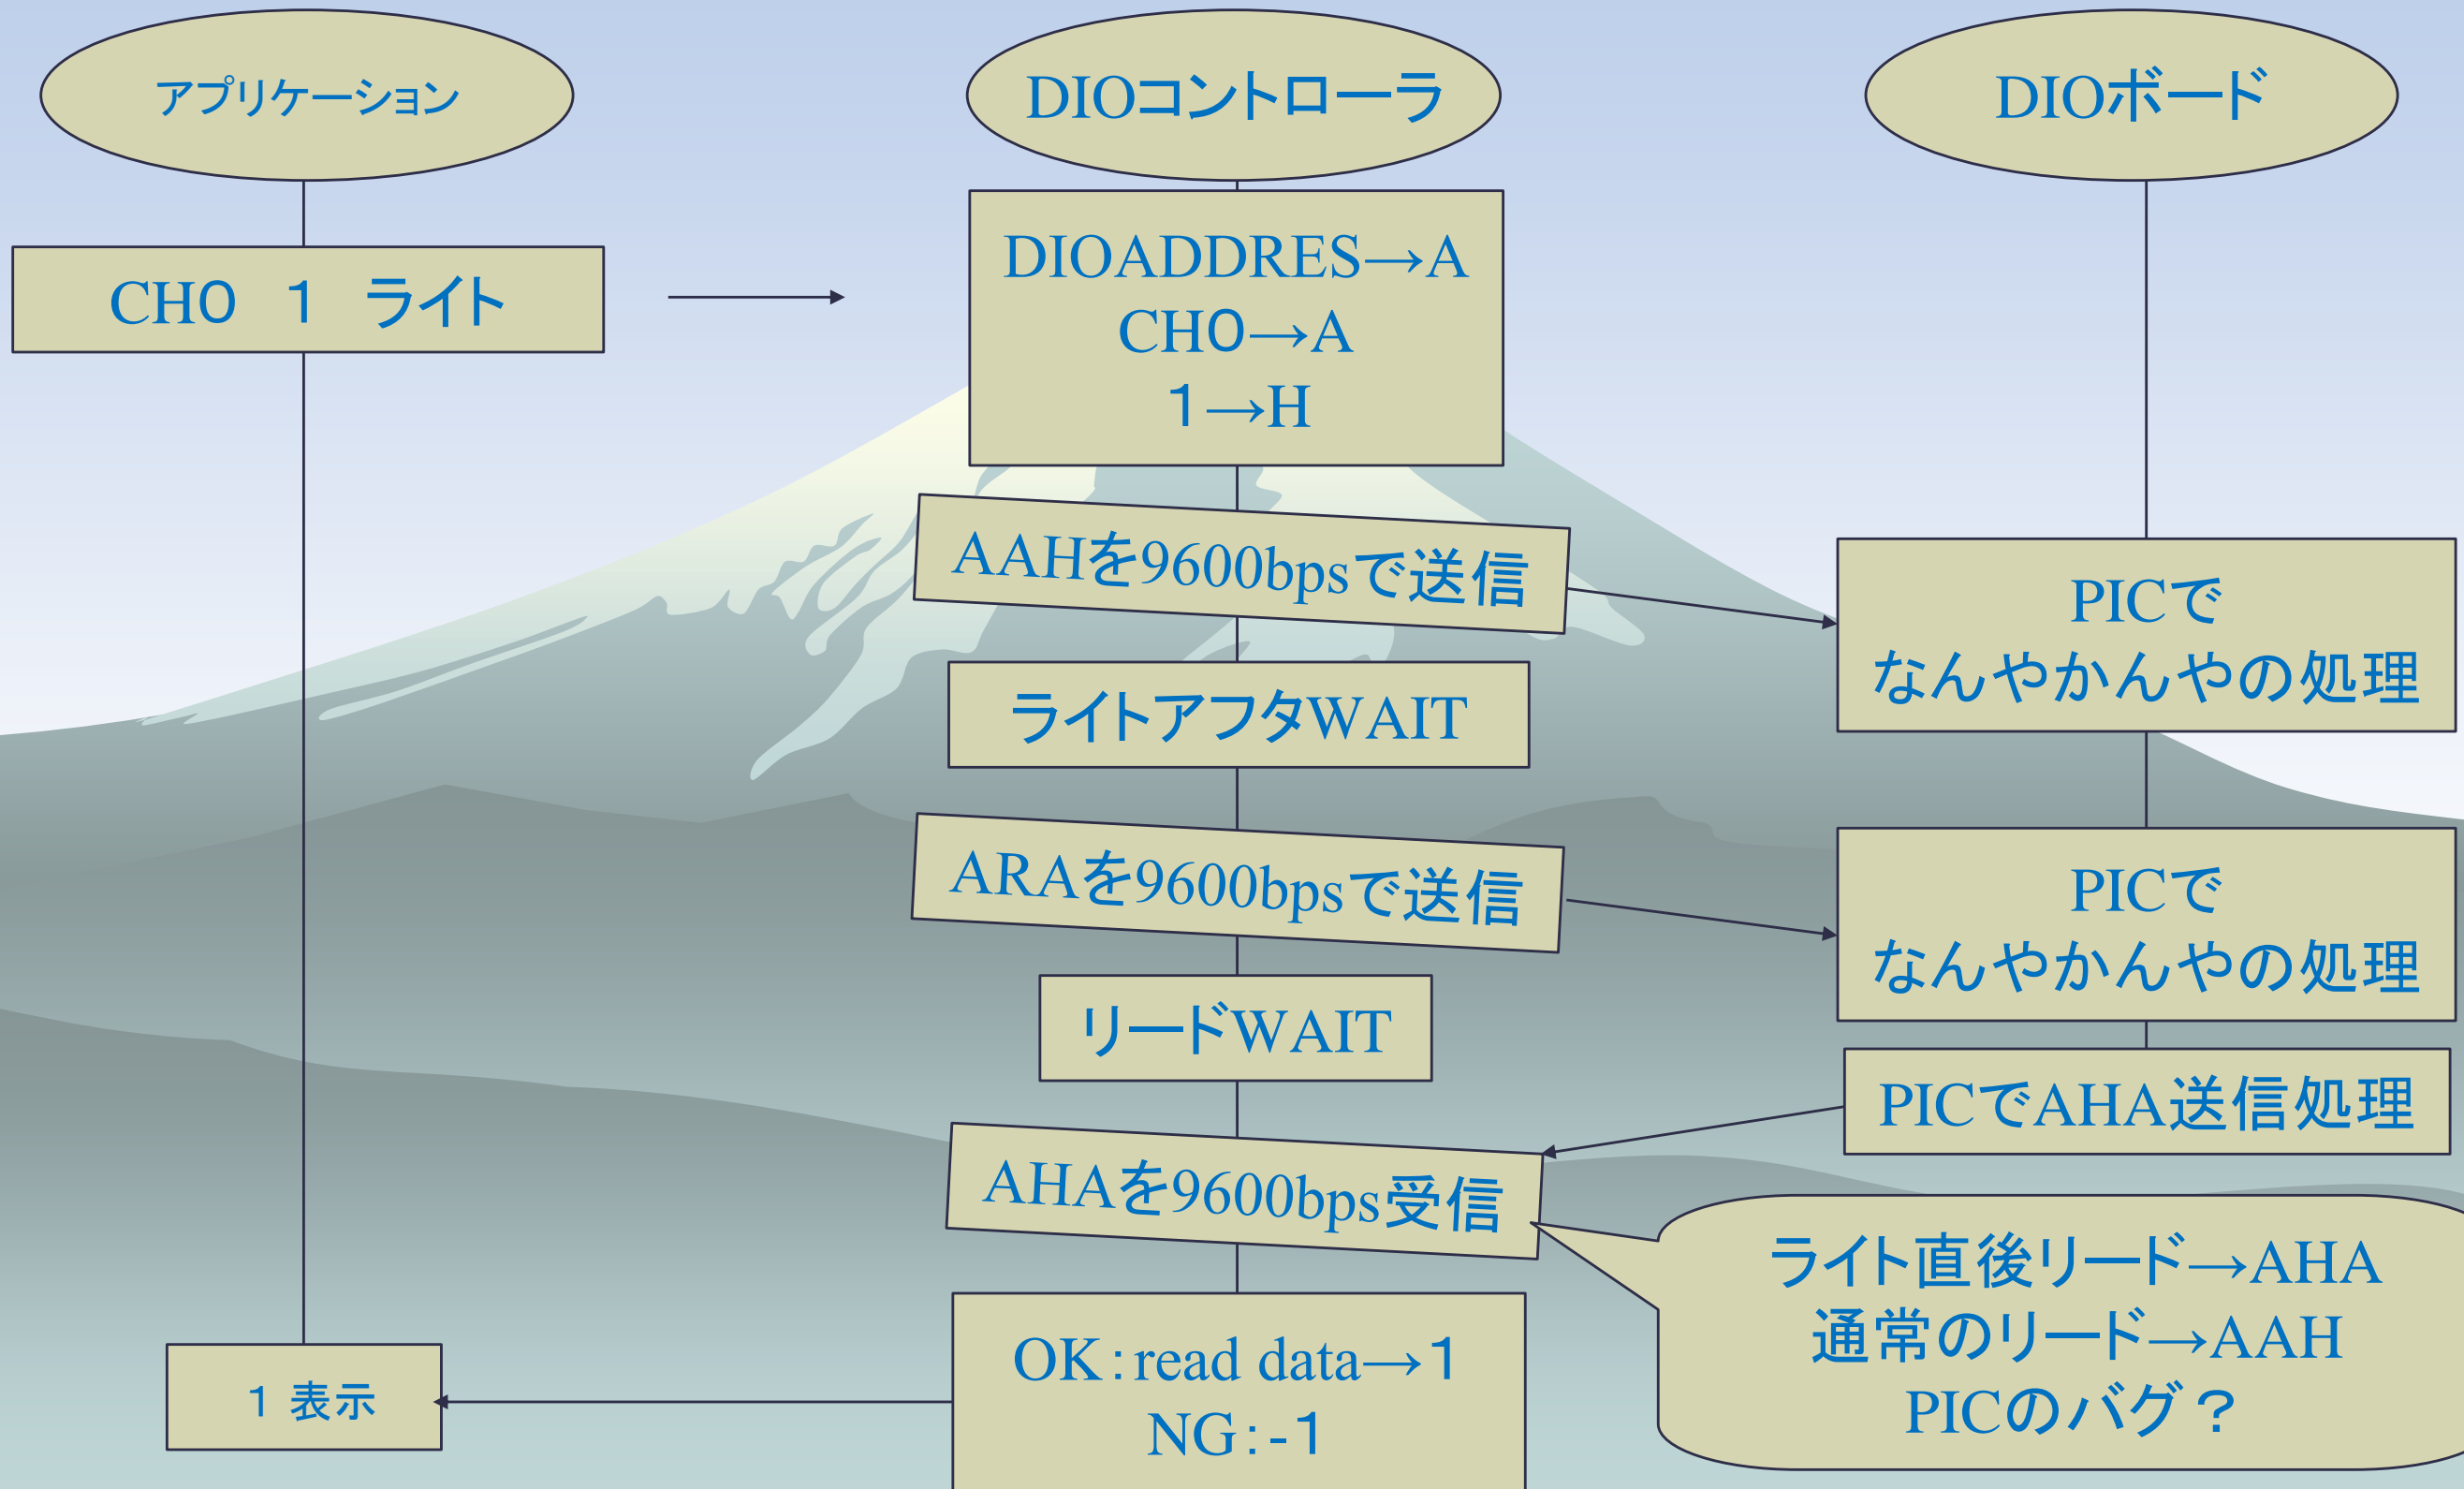 アプリケーション
DIOコントローラ
DIOボード
CH0　1　ライト
DIOADDRES→A
CH0→A
1→H
AAHを9600bpsで送信
PICで
なんやかんやの処理
ライトアフタWAIT
ARAを9600bpsで送信
PICで
なんやかんやの処理
リードWAIT
PICでAHA送信処理
AHAを9600bps受信
ライト直後リード→AHA
通常のリード→AAH
PICのバグ？
OK：read data→1
NG：-1
1 表示